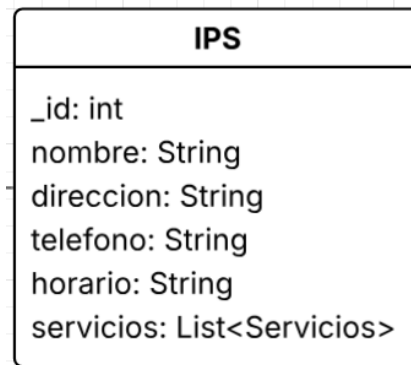 IPS
_id: int
nombre: String
direccion: String
telefono: String
horario: String
servicios: List<Servicios>